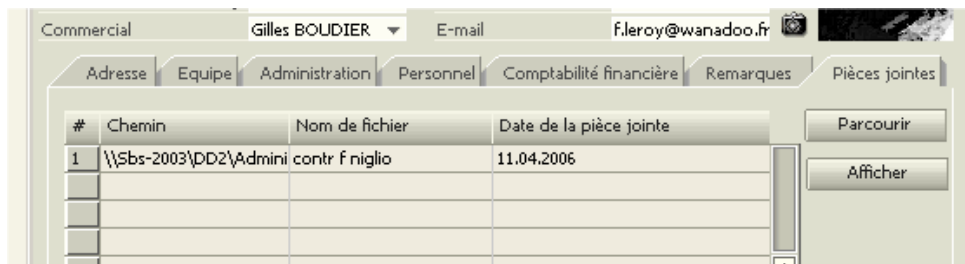 Commercial Gilles BOUDIER E-mail f.leroy@wanadoo.fr
Adresse Equipe Administration Personnel Comptabilité financière Remarques Pièces jointes
# Chemin Nom de fichier Date de la pièce jointe Parcourir
1 \\Sbs-2003\DD2\Admini contr f niglio 11.04.2006
Afficher